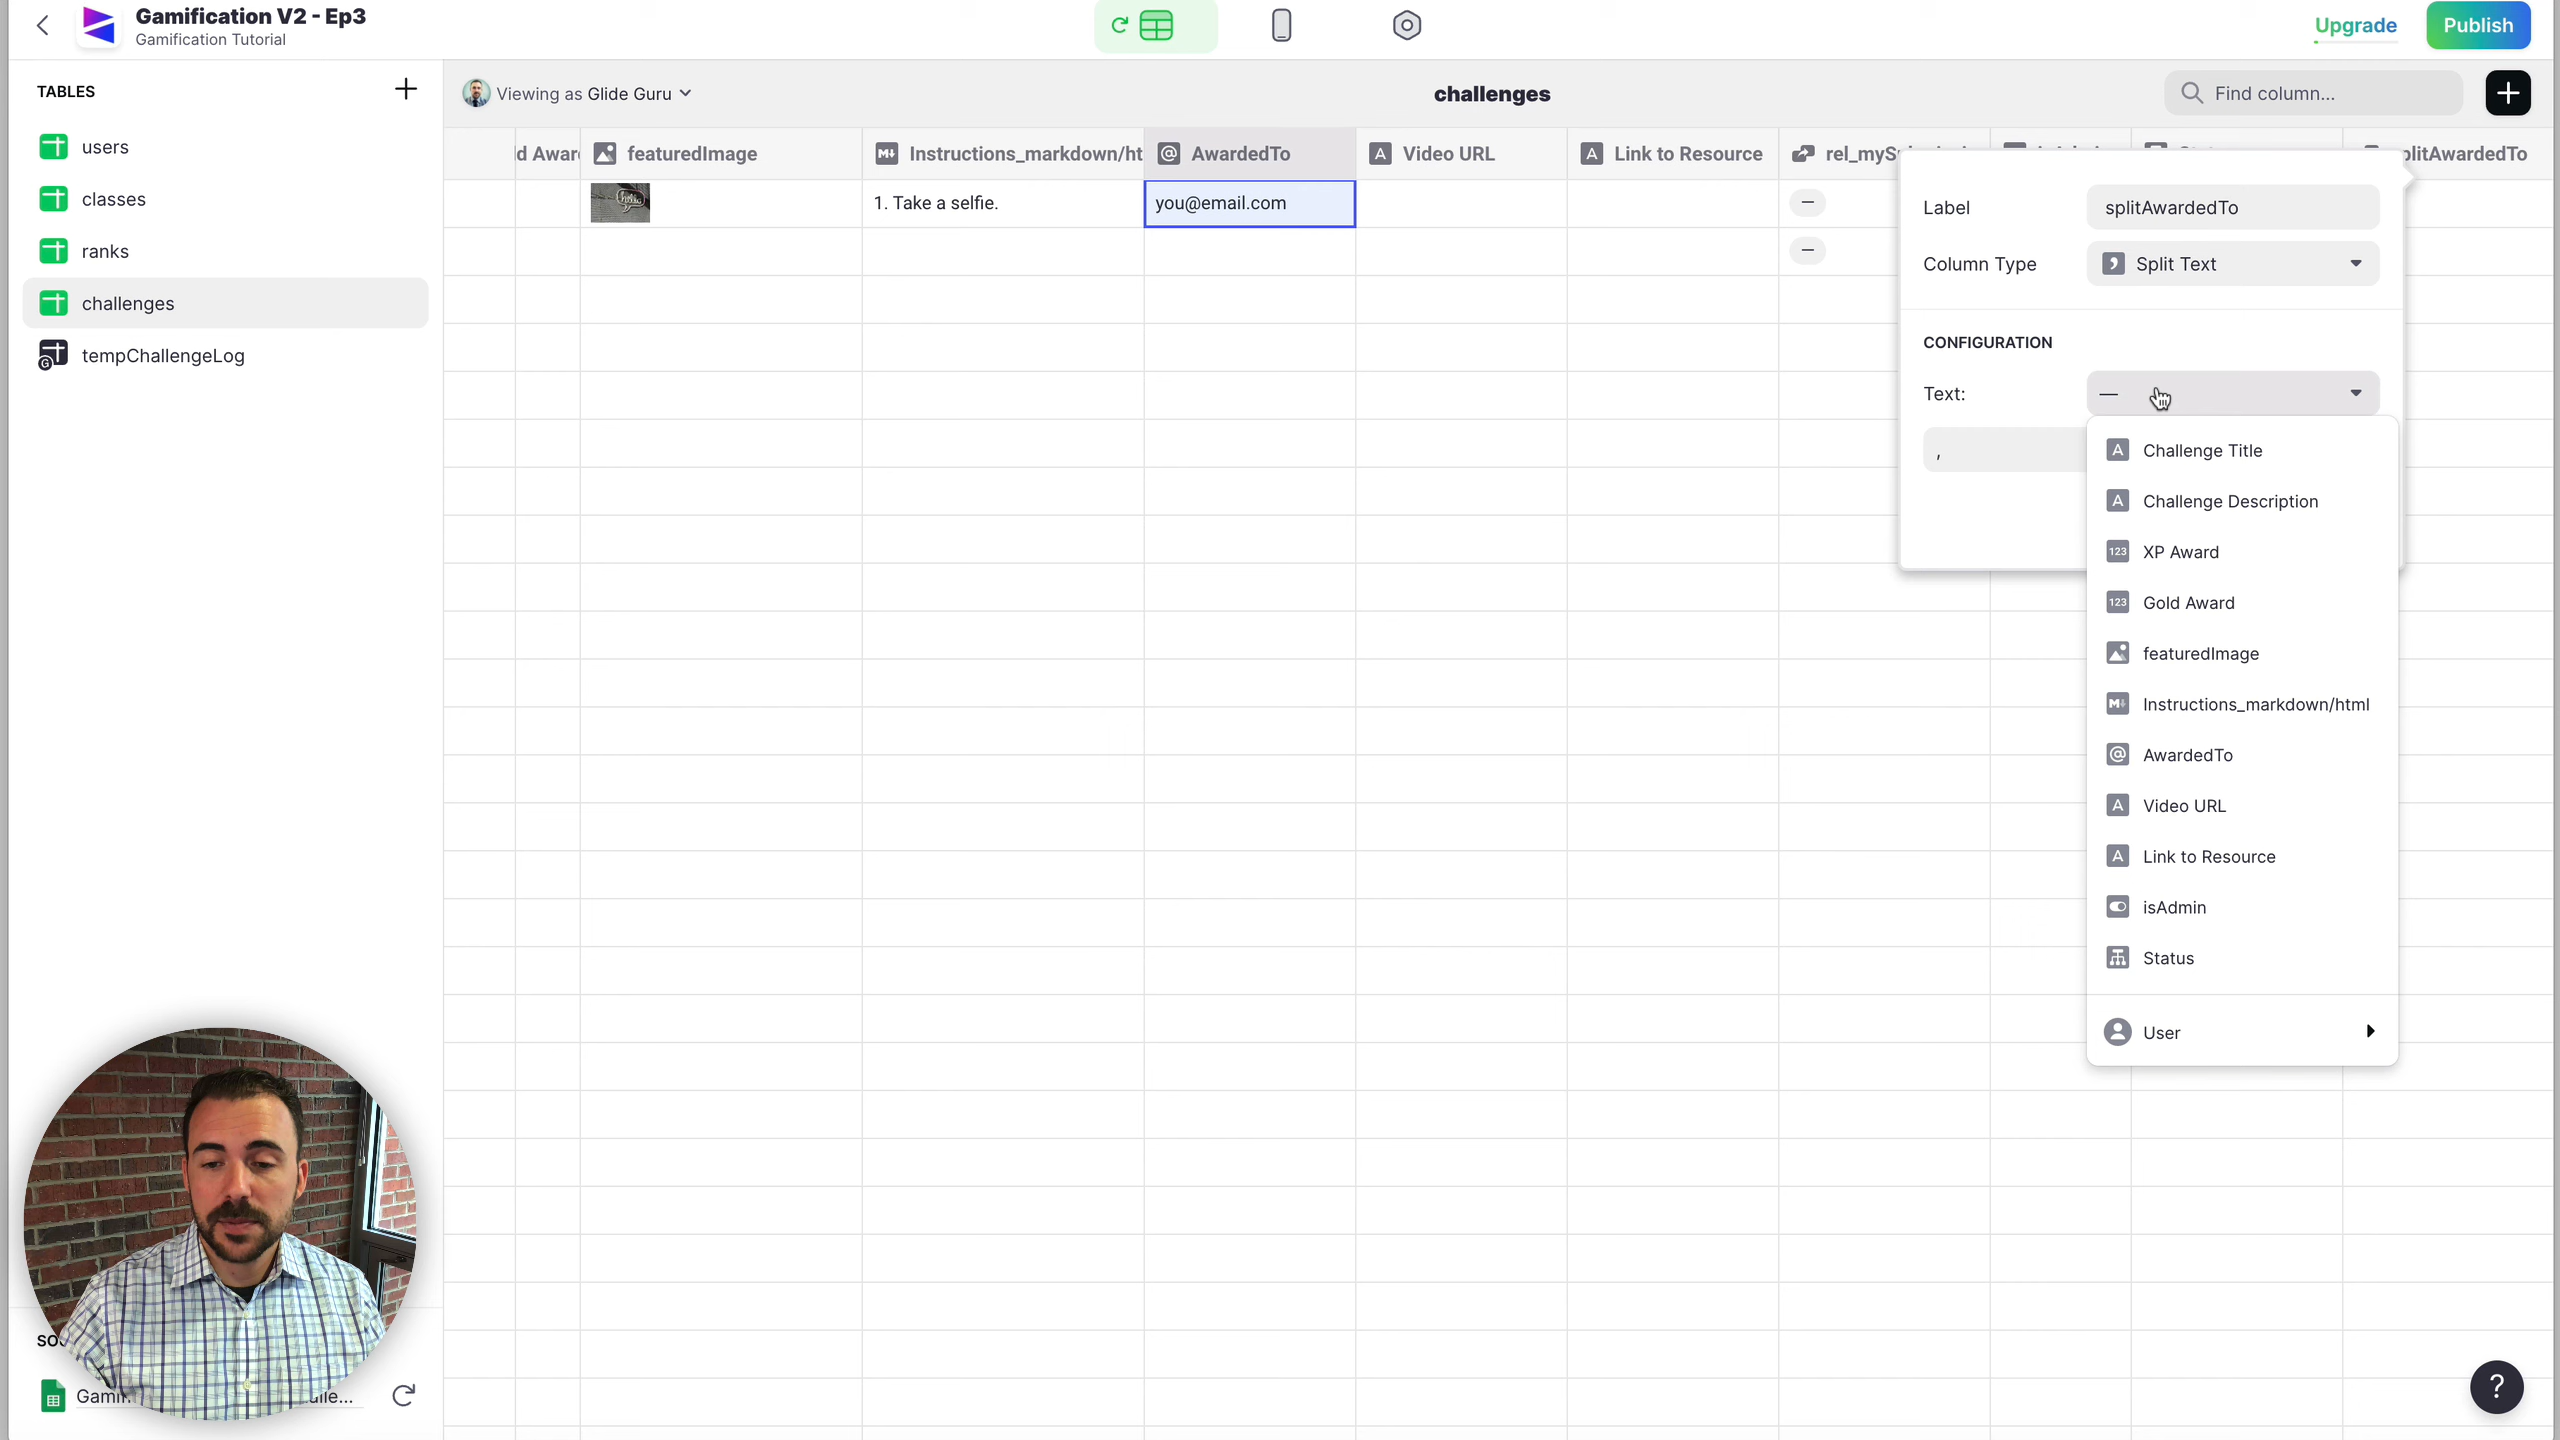 Gamification V2 - Ep3
Gamification Tutorial
Upgrade
Publish
TABLES
users
classes
ranks
challenges
tempChallengeLog
Viewing as Glide Guru
challenges
Find column...
d Awar
featuredImage
Instructions_markdown/ht
AwardedTo
Video URL
Link to Resource
litAwardedTo
1. Take a selfie.
you@email.com
Label
splitAwardedTo
Column Type
Split Text
CONFIGURATION
Text:
—
,
Challenge Title
Challenge Description
XP Award
Gold Award
featuredImage
Instructions_markdown/html
AwardedTo
Video URL
Link to Resource
isAdmin
Status
User
?